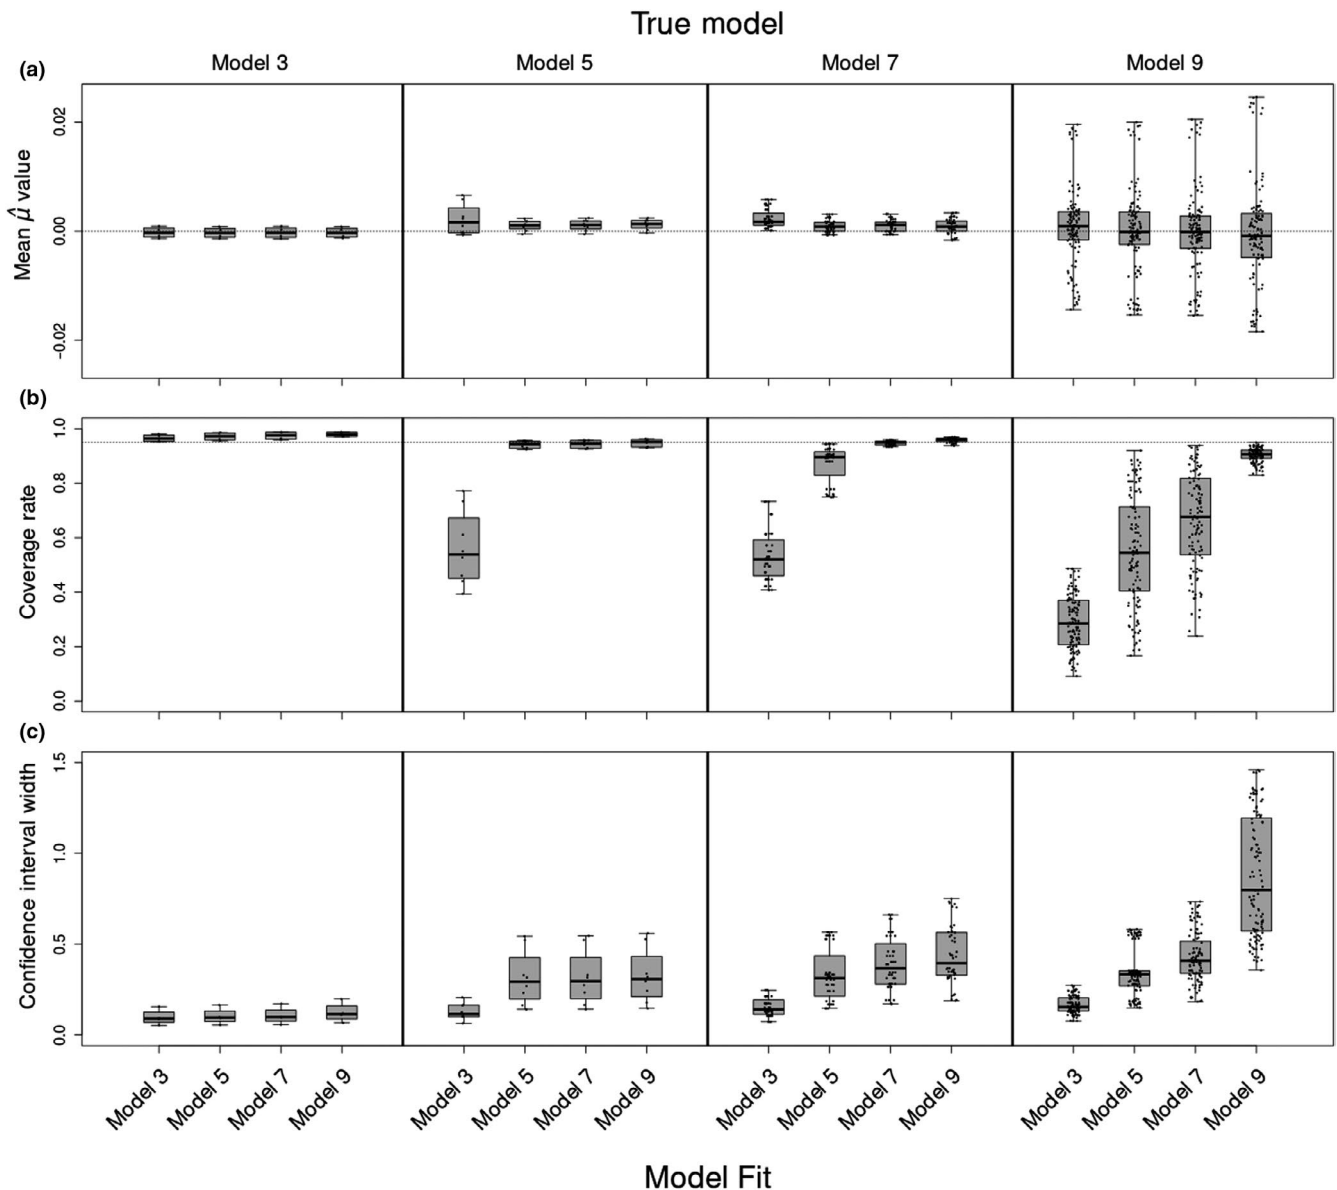 True model
Model 3 Model 5 Model 7 Model 9
(a)
Mean μ̂ value
0.02
0.00
−0.02
(b)
Coverage rate
1.0
0.8
0.6
0.4
0.2
0.0
(c)
Confidence interval width
1.5
1.0
0.5
0.0
Model 3 Model 5 Model 7 Model 9 Model 3 Model 5 Model 7 Model 9 Model 3 Model 5 Model 7 Model 9 Model 3 Model 5 Model 7 Model 9
Model Fit